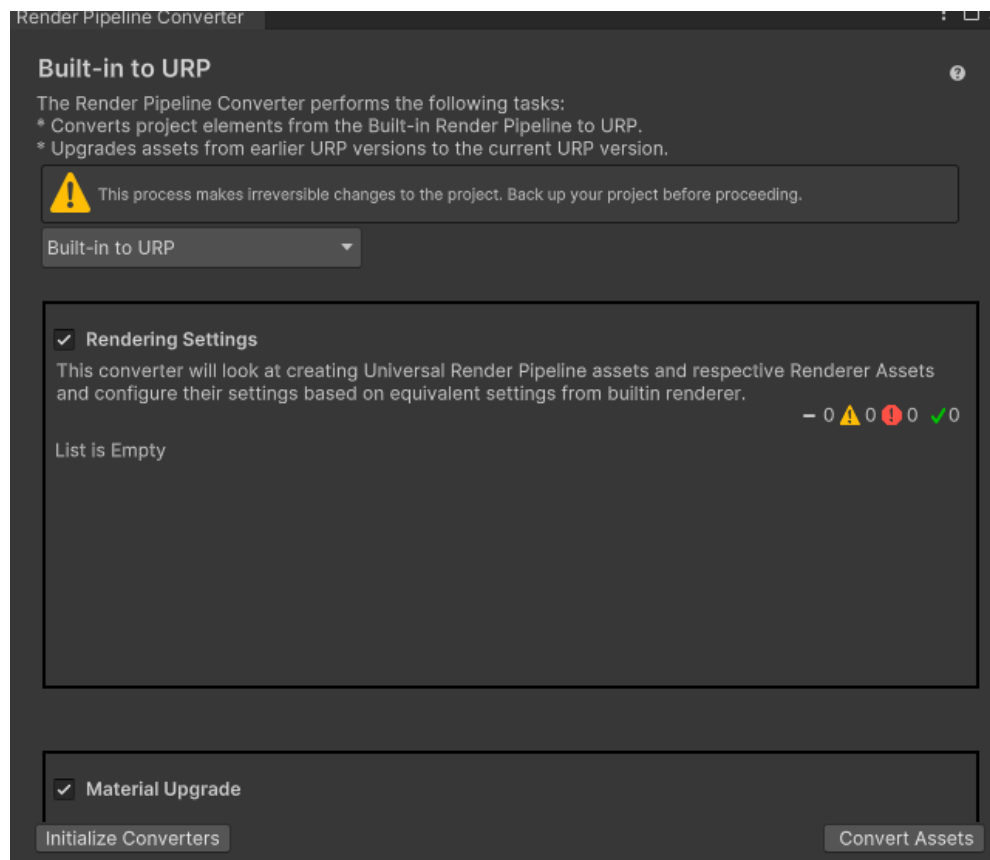 Render Pipeline Converter
Built-in to URP
The Render Pipeline Converter performs the following tasks:
* Converts project elements from the Built-in Render Pipeline to URP.
* Upgrades assets from earlier URP versions to the current URP version.
This process makes irreversible changes to the project. Back up your project before proceeding.
Built-in to URP
Rendering Settings
This converter will look at creating Universal Render Pipeline assets and respective Renderer Assets
and configure their settings based on equivalent settings from builtin renderer.
0 0 0 0
List is Empty
Material Upgrade
Initialize Converters Convert Assets